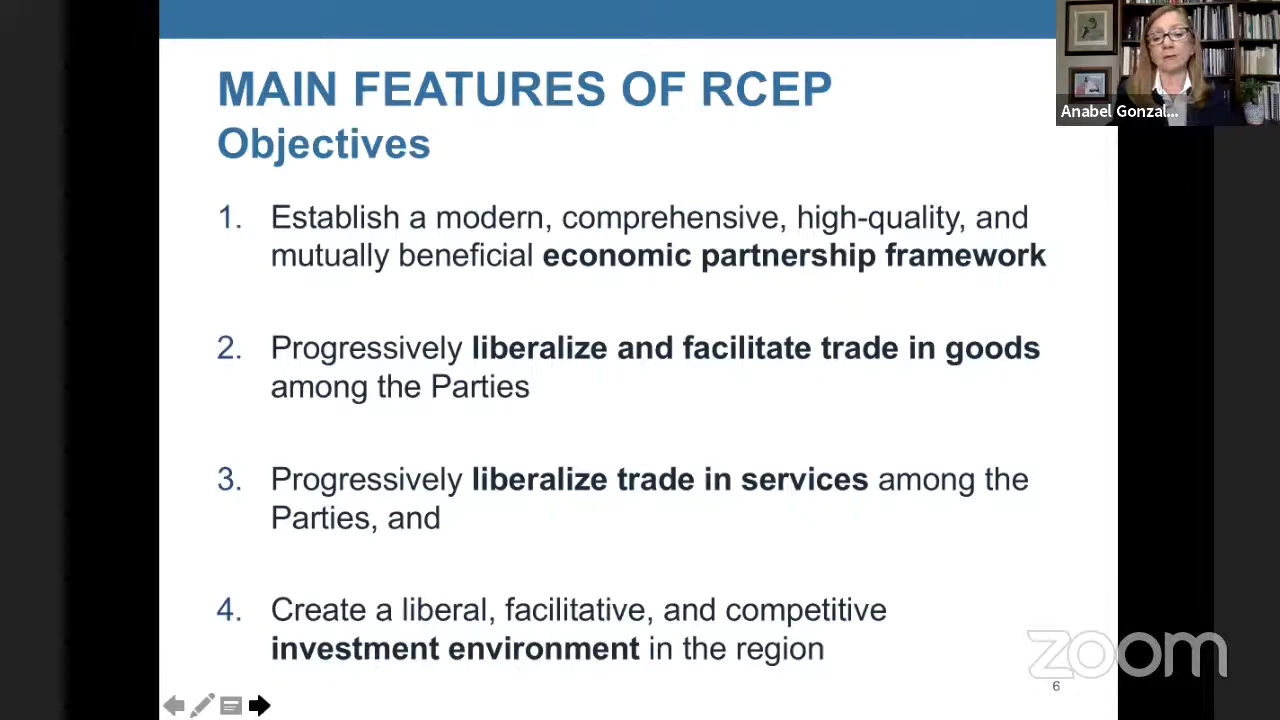 MAIN FEATURES OF RCEP
Objectives
1. Establish a modern, comprehensive, high-quality, and
mutually beneficial economic partnership framework
2. Progressively liberalize and facilitate trade in goods
among the Parties
3. Progressively liberalize trade in services among the
Parties, and
4. Create a liberal, facilitative, and competitive
investment environment in the region
6
Anabel Gonzal...
zoom